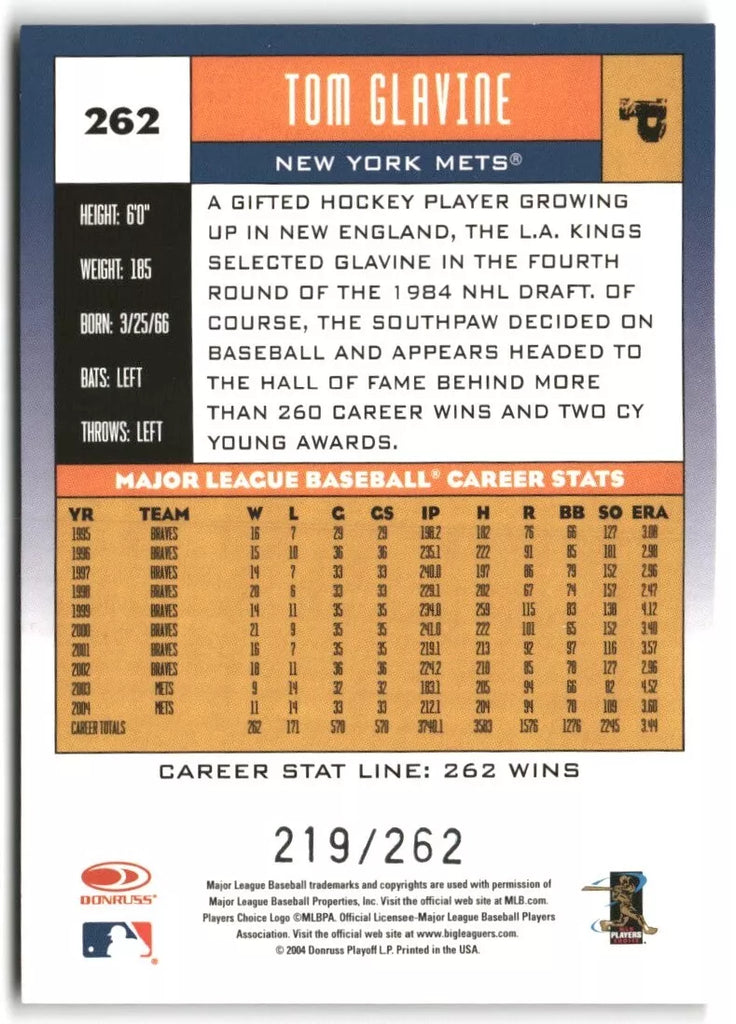 262
TOM GLAVINE
P
NEW YORK METS®
HEIGHT: 6'0"
WEIGHT: 185
BORN: 3/25/66
BATS: LEFT
THROWS: LEFT
A GIFTED HOCKEY PLAYER GROWING
UP IN NEW ENGLAND, THE L.A. KINGS
SELECTED GLAVINE IN THE FOURTH
ROUND OF THE 1984 NHL DRAFT. OF
COURSE, THE SOUTHPAW DECIDED ON
BASEBALL AND APPEARS HEADED TO
THE HALL OF FAME BEHIND MORE
THAN 260 CAREER WINS AND TWO CY
YOUNG AWARDS.
MAJOR LEAGUE BASEBALL® CAREER STATS
YR TEAM W L G GS IP H R BB SO ERA
1995 BRAVES 16 7 29 29 198.2 182 76 66 127 3.08
1996 BRAVES 15 10 36 36 235.1 222 91 85 181 2.98
1997 BRAVES 14 7 33 33 240.0 197 86 79 152 2.96
1998 BRAVES 20 6 33 33 229.1 202 67 74 157 2.47
1999 BRAVES 14 11 35 35 234.0 259 115 83 138 4.12
2000 BRAVES 21 9 35 35 241.0 222 101 65 152 3.40
2001 BRAVES 16 7 35 35 219.1 213 92 97 116 3.57
2002 BRAVES 18 11 36 36 224.2 210 85 78 127 2.96
2003 METS 9 14 32 32 183.1 205 94 66 82 4.52
2004 METS 11 14 33 33 212.1 204 94 70 109 3.60
CAREER TOTALS 262 171 570 570 3740.1 3583 1576 1276 2245 3.44
CAREER STAT LINE: 262 WINS
219/262
DONRUSS®
Major League Baseball trademarks and copyrights are used with permission of
Major League Baseball Properties, Inc. Visit the official web site at MLB.com.
Players Choice Logo ©MLBPA. Official Licensee-Major League Baseball Players
Association. Visit the official web site at www.bigleaguers.com.
© 2004 Donruss Playoff L.P. Printed in the USA.
MLB
PLAYERS
CHOICE